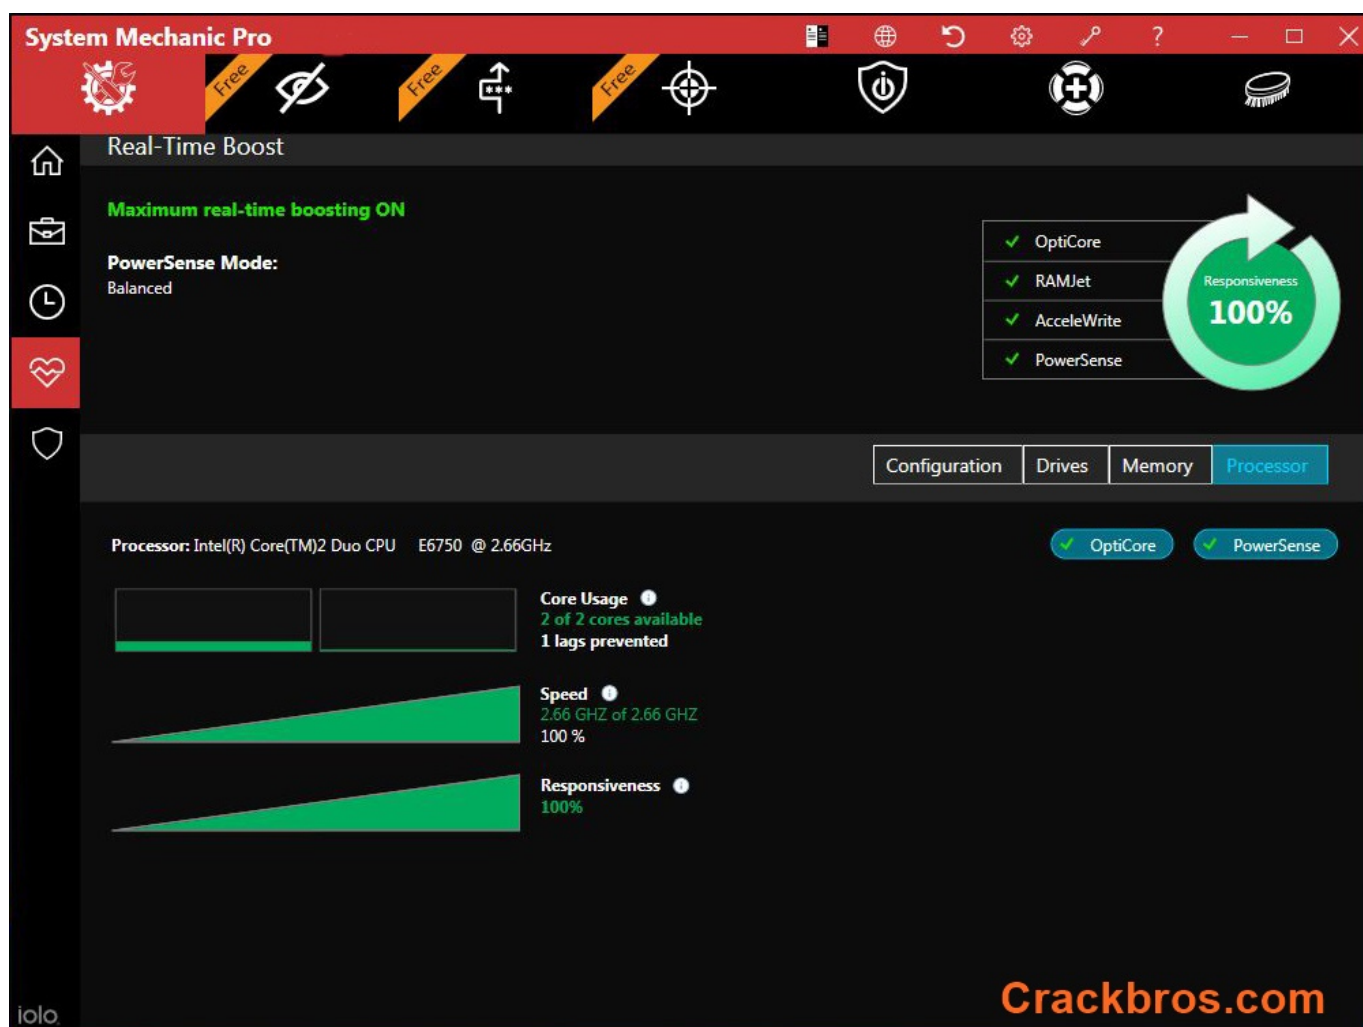 System Mechanic Pro
?
Free
Free
Free
Real-Time Boost
Maximum real-time boosting ON
PowerSense Mode:
Balanced
OptiCore
RAMJet
AcceleWrite
PowerSense
Responsiveness
100%
Configuration Drives Memory Processor
Processor: Intel(R) Core(TM)2 Duo CPU E6750 @ 2.66GHz
OptiCore PowerSense
Core Usage
2 of 2 cores available
1 lags prevented
Speed
2.66 GHZ of 2.66 GHZ
100 %
Responsiveness
100%
iolo.
Crackbros.com